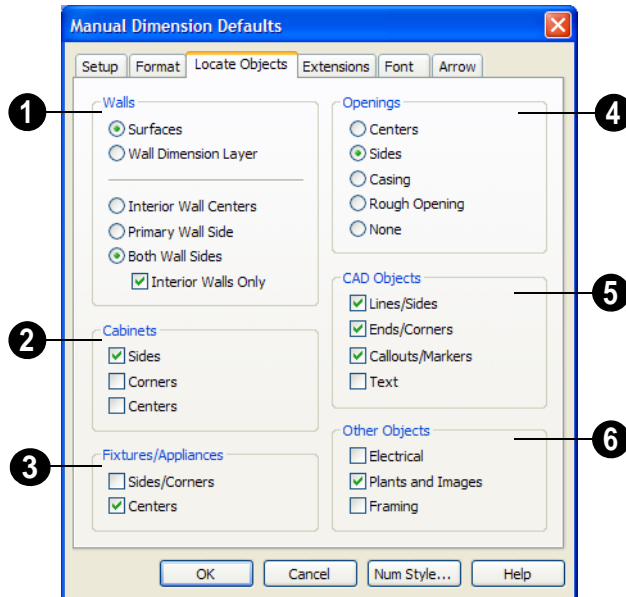 Manual Dimension Defaults
Setup Format Locate Objects Extensions Font Arrow
1
Walls
Surfaces
Wall Dimension Layer
Interior Wall Centers
Primary Wall Side
Both Wall Sides
Interior Walls Only
2
Cabinets
Sides
Corners
Centers
3
Fixtures/Appliances
Sides/Corners
Centers
4
Openings
Centers
Sides
Casing
Rough Opening
None
5
CAD Objects
Lines/Sides
Ends/Corners
Callouts/Markers
Text
6
Other Objects
Electrical
Plants and Images
Framing
OK Cancel Num Style... Help